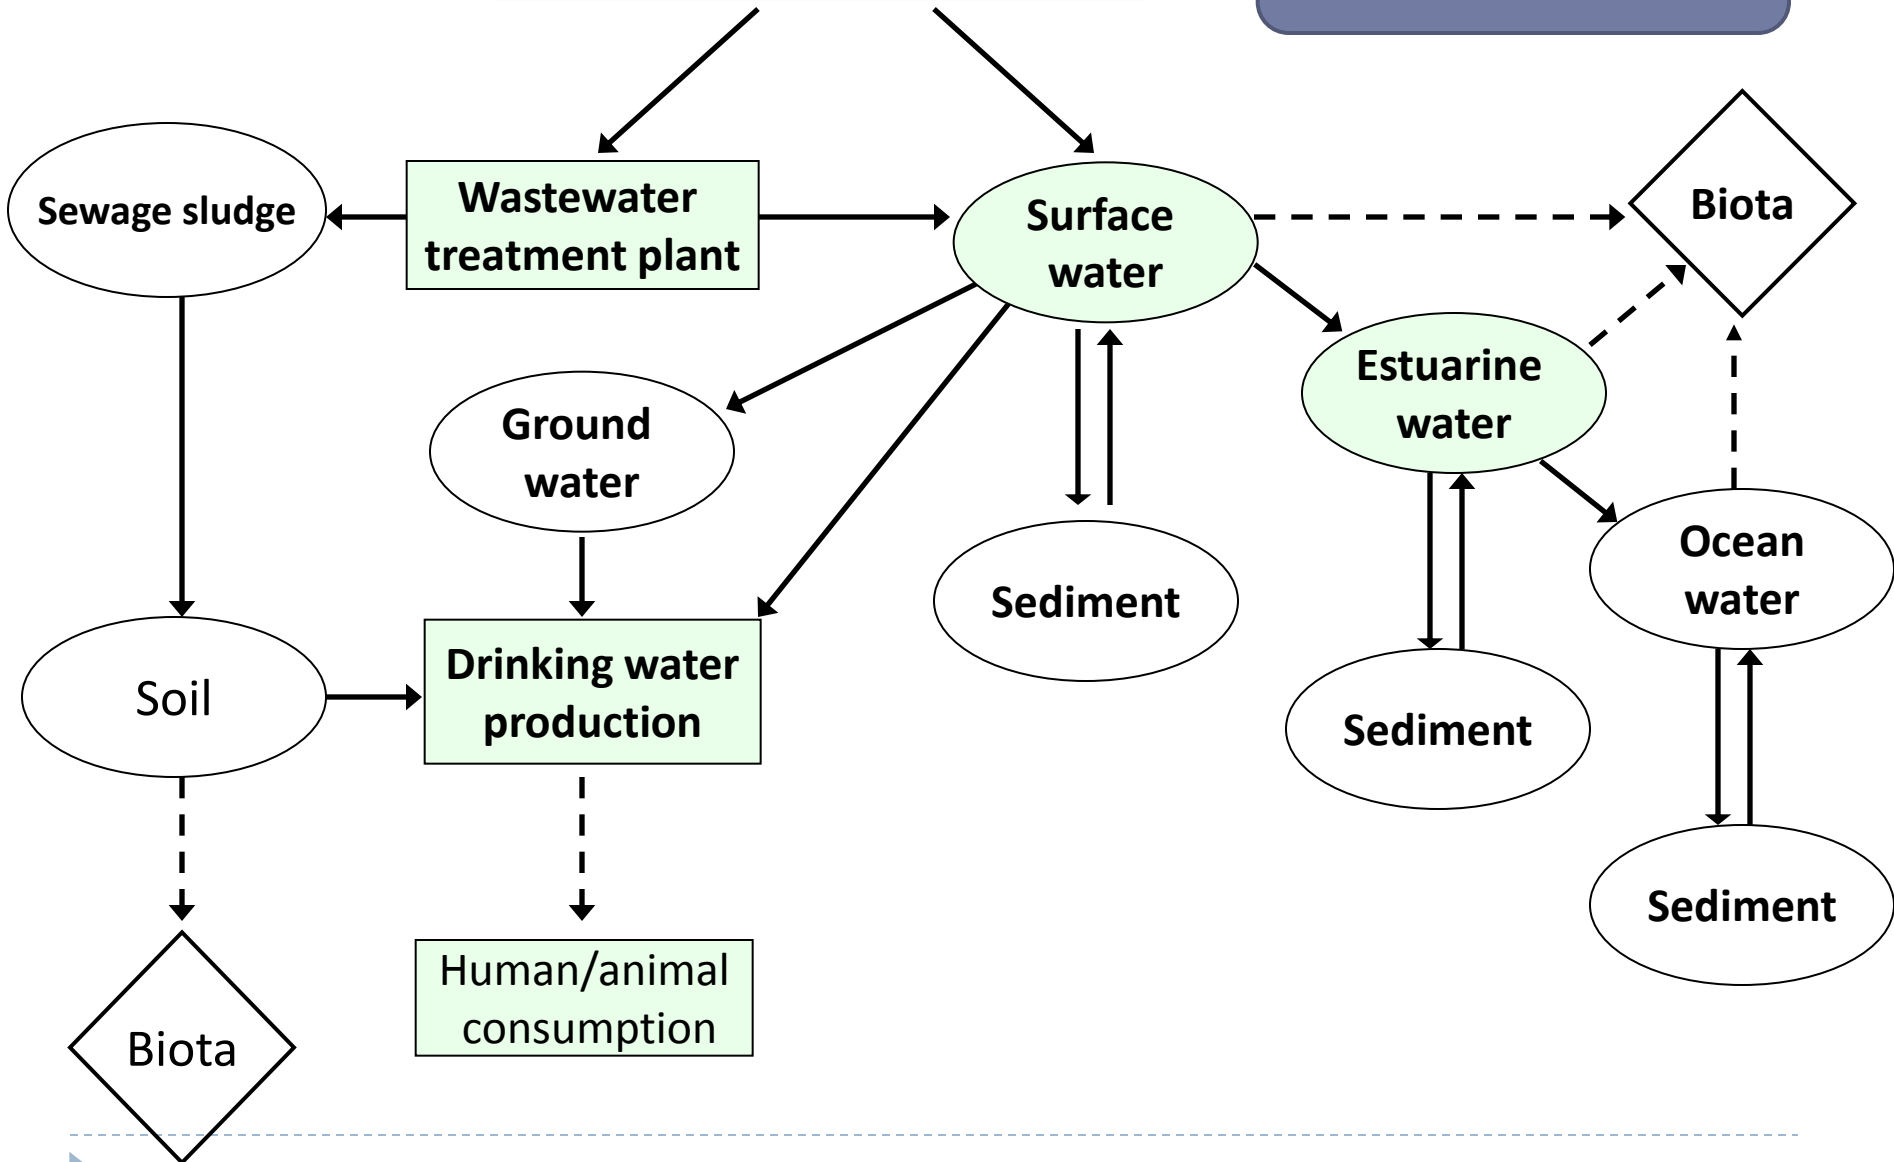 Sewage sludge
Wastewater
treatment plant
Surface
water
Biota
Estuarine
water
Ground
water
Ocean
water
Sediment
Drinking water
production
Soil
Sediment
Sediment
Human/animal
consumption
Biota